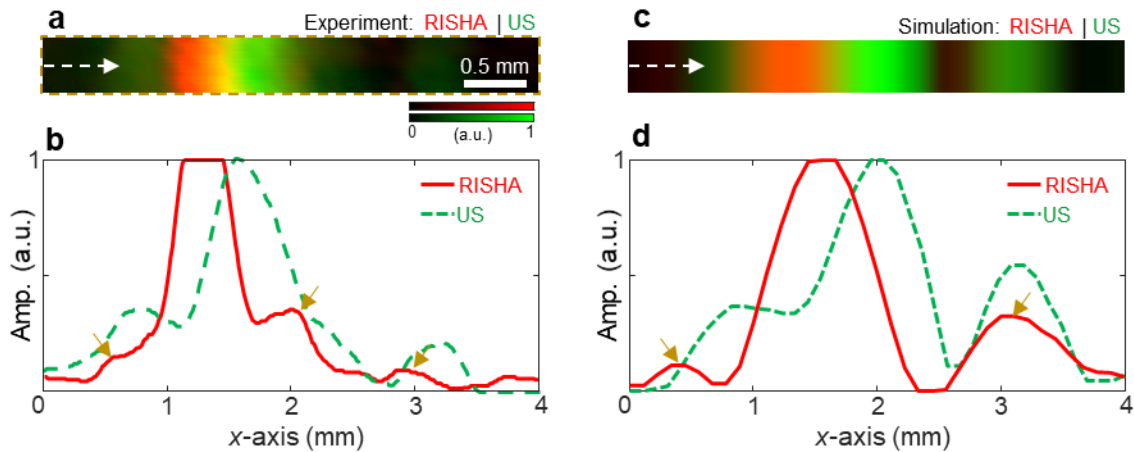 a
Experiment: RISHA | US
0.5 mm
0 (a.u.) 1
b
1
RISHA
US
Amp. (a.u.)
0 1 2 3 4
x-axis (mm)
c
Simulation: RISHA | US
d
1
RISHA
US
Amp. (a.u.)
0 1 2 3 4
x-axis (mm)